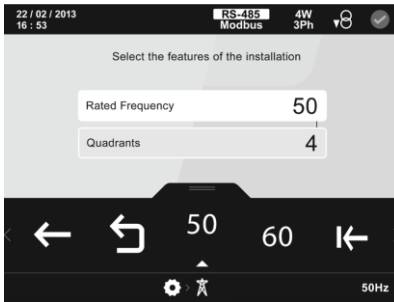 22 / 02 / 2013 RS-485 4W
16 : 53 Modbus 3Ph
Select the features of the installation
Rated Frequency 50
Quadrants 4
50 60
50Hz